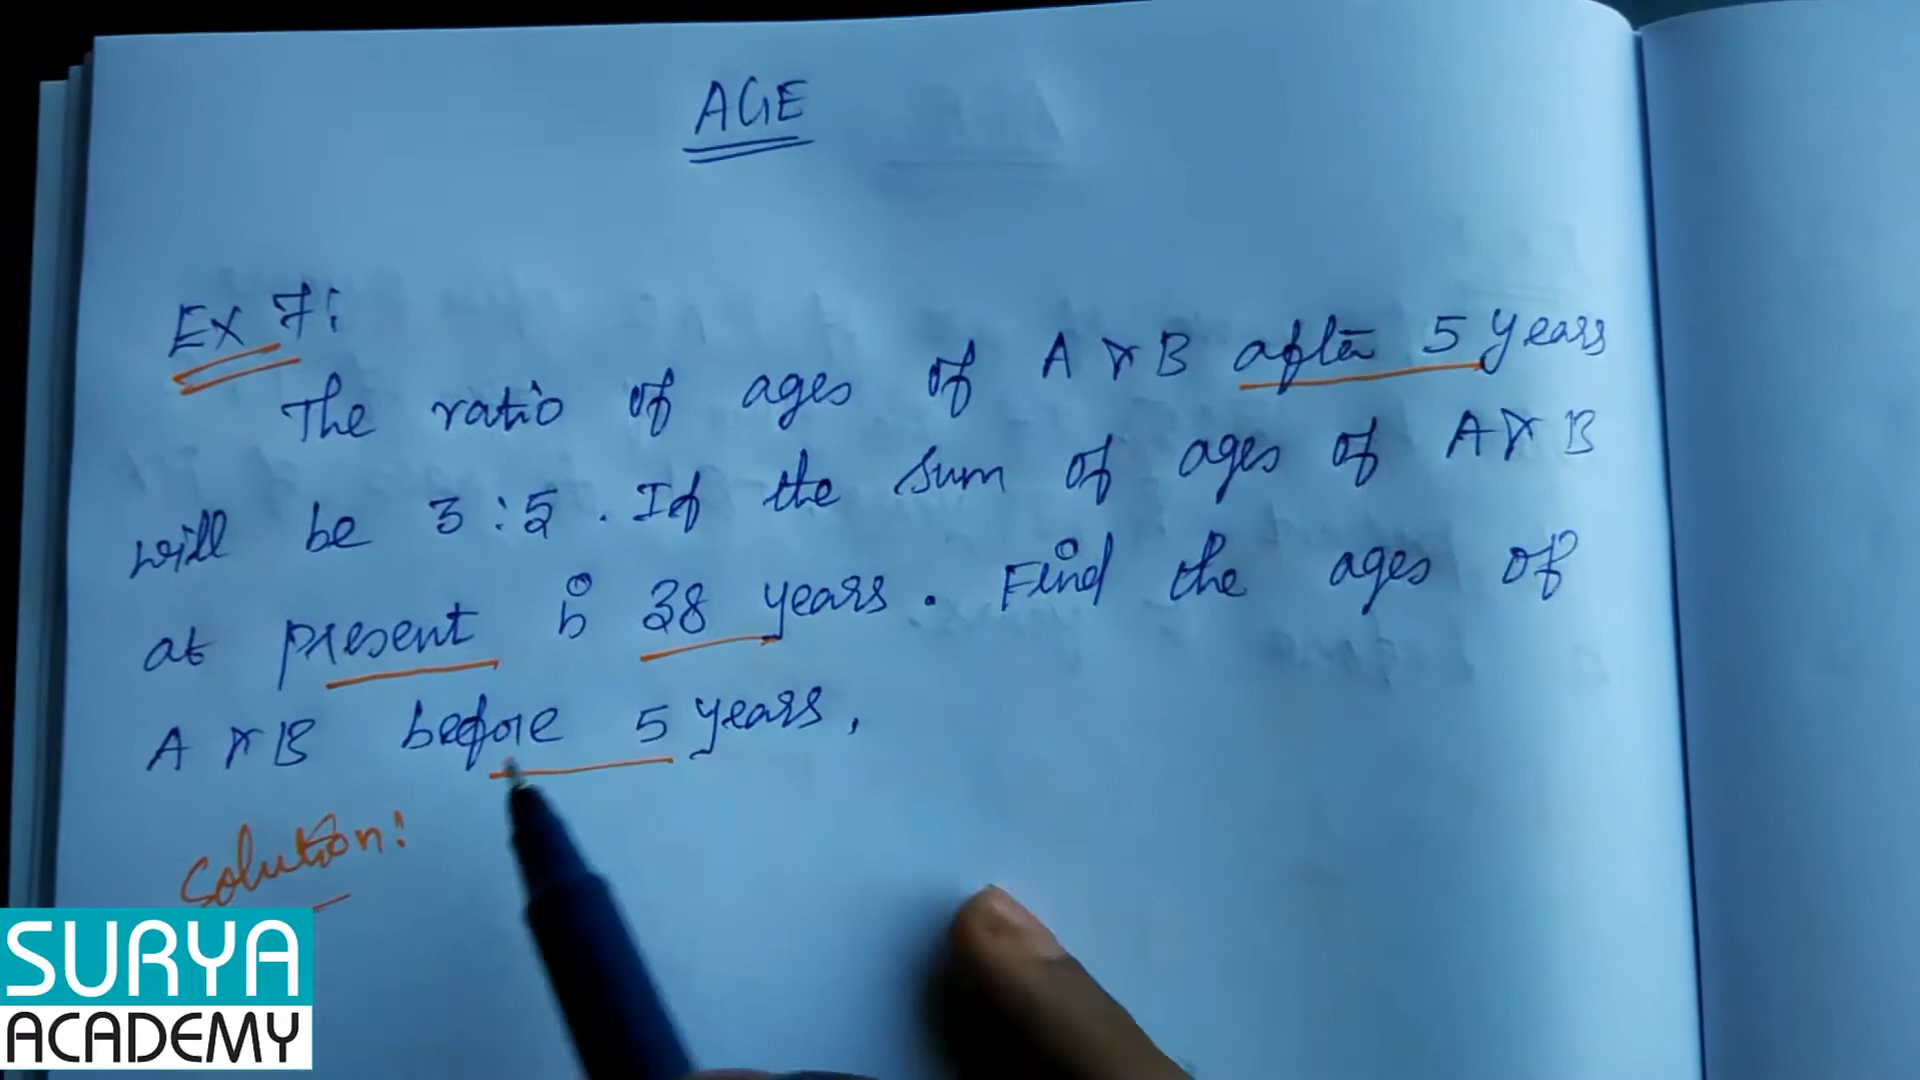 AGE
EX 7:
The ratio of ages of A & B after 5 years
will be 3:5. If the sum of ages of A & B
at present is 38 years. Find the ages of
A & B before 5 years,
Solution:
SURYA
ACADEMY